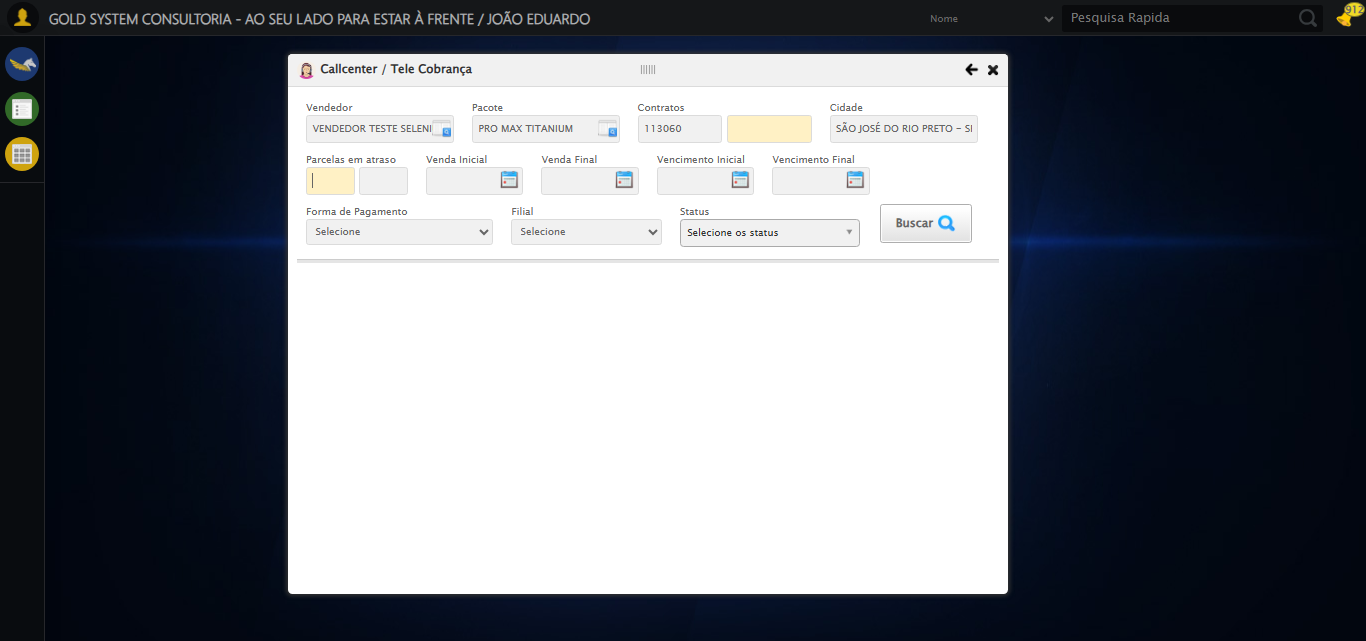 GOLD SYSTEM CONSULTORIA - AO SEU LADO PARA ESTAR À FRENTE / JOÃO EDUARDO
Nome
Pesquisa Rapida
912
Callcenter / Tele Cobrança
Vendedor Pacote Contratos Cidade
VENDEDOR TESTE SELENI PRO MAX TITANIUM 113060 SÃO JOSÉ DO RIO PRETO - SI
Parcelas em atraso Venda Inicial Venda Final Vencimento Inicial Vencimento Final
Forma de Pagamento Filial Status
Selecione Selecione Selecione os status Buscar